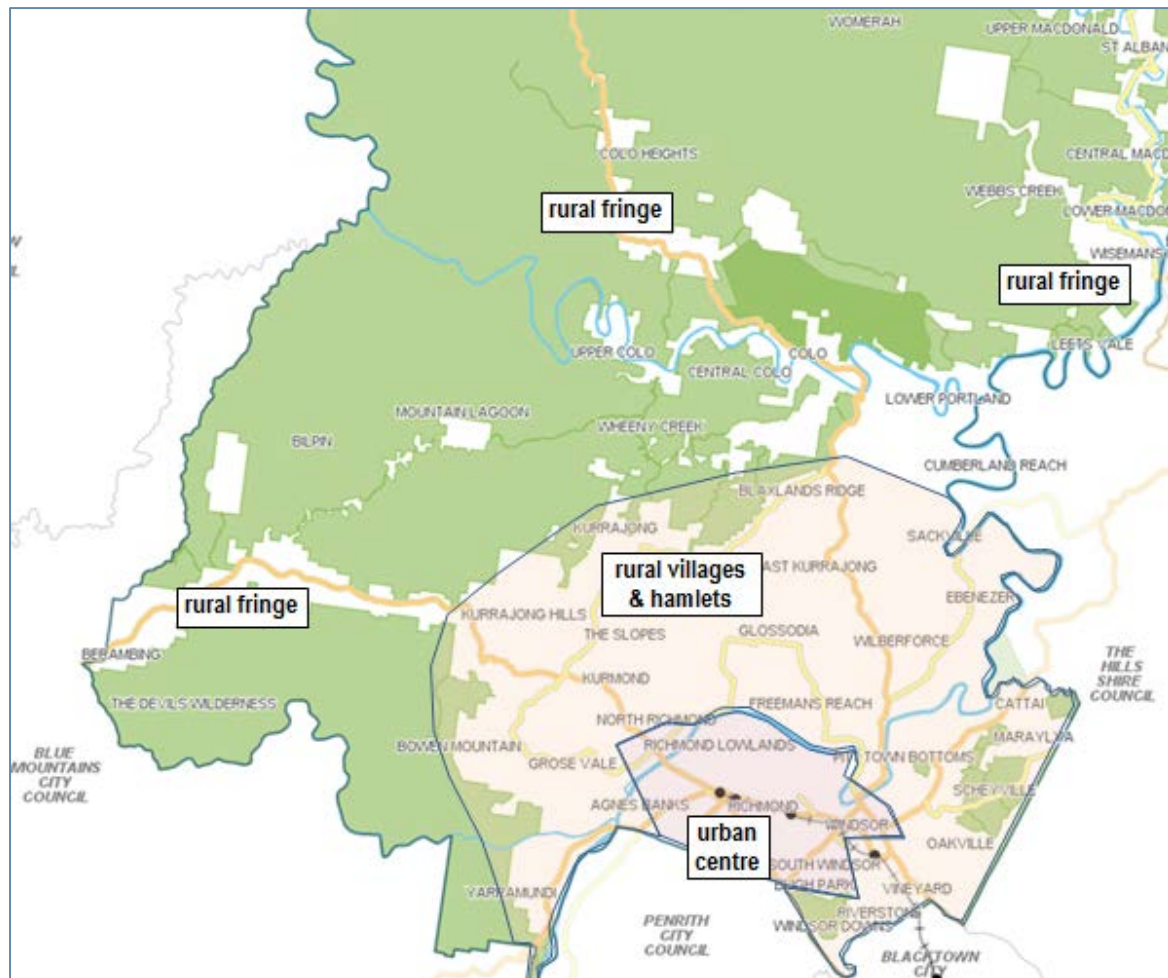 WOMERAH
UPPER MACDONALD
ST ALBAN
COLO HEIGHTS
CENTRAL MACD
WEBBS CREEK
rural fringe
LOWER MACDO
WISEMANS
rural fringe
LEETS VALE
UPPER COLO
COLO
CENTRAL COLO
LOWER PORTLAND
MOUNTAIN LAGOON
WHEENY CREEK
BILPIN
CUMBERLAND REACH
BLAXLANDS RIDGE
KURRAJONG
SACKVILLE
rural villages
& hamlets
AST KURRAJONG
rural fringe
EBENEZER
KURRAJONG HILLS
THE SLOPES
GLOSSODIA
WILBERFORCE
BERAMBING
THE
HILLS
SHIRE
COUNCIL
KURMOND
THE DEVILS WILDERNESS
FREEMANS REACH
CATTAI
NORTH RICHMOND
BOWEN MOUNTAIN
RICHMOND LOWLANDS
MARAYLYA
BLUE
MOUNTAINS
CITY
COUNCIL
GROSE VALE
PITT TOWN BOTTOMS
SCHEYVILLE
AGNES BANKS
RICHMOND
WINDSOR
urban
centre
OAKVILLE
SOUTH WINDSOR
YARRAMUNDI
BLIGH PARK
VINEYARD
PENRITH
CITY
COUNCIL
RIVERSTONE
WINDSOR DOWNS
BLACKTOWN
CITY